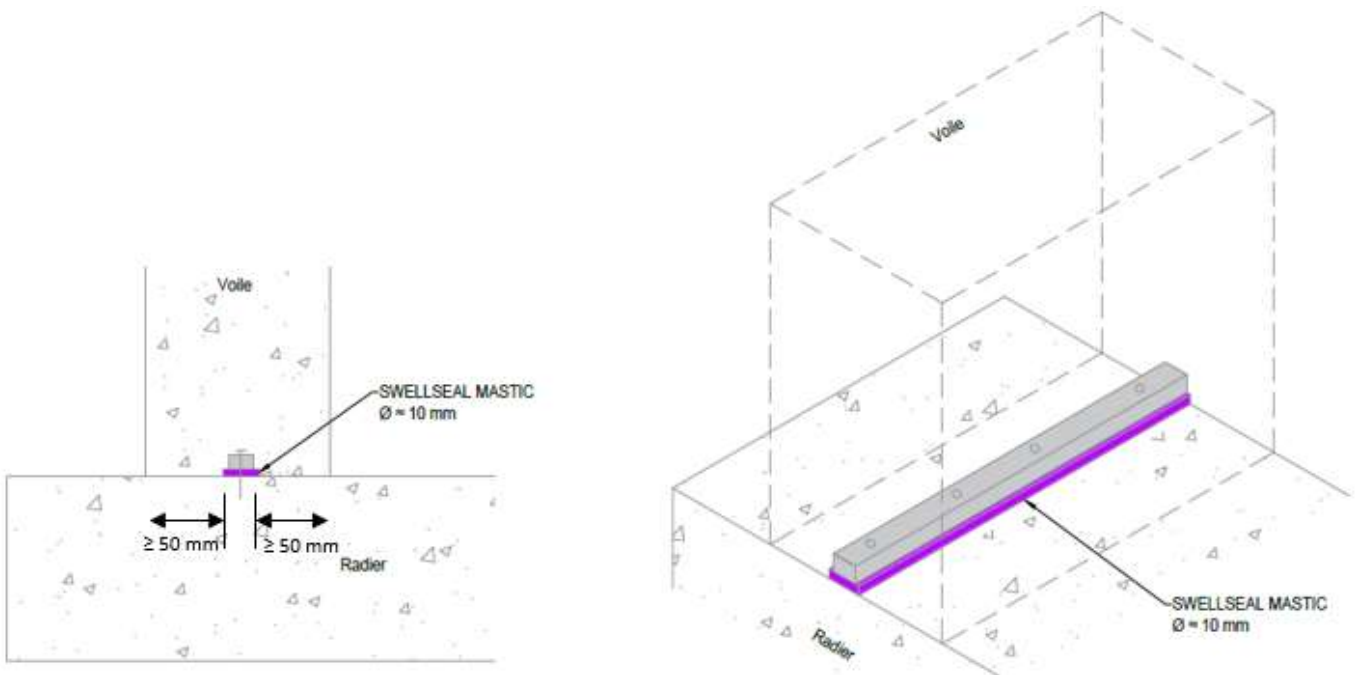 Voile
SWELLSEAL MASTIC
Ø ≈ 10 mm
≥ 50 mm
≥ 50 mm
Radier
Voile
SWELLSEAL MASTIC
Ø ≈ 10 mm
Radier